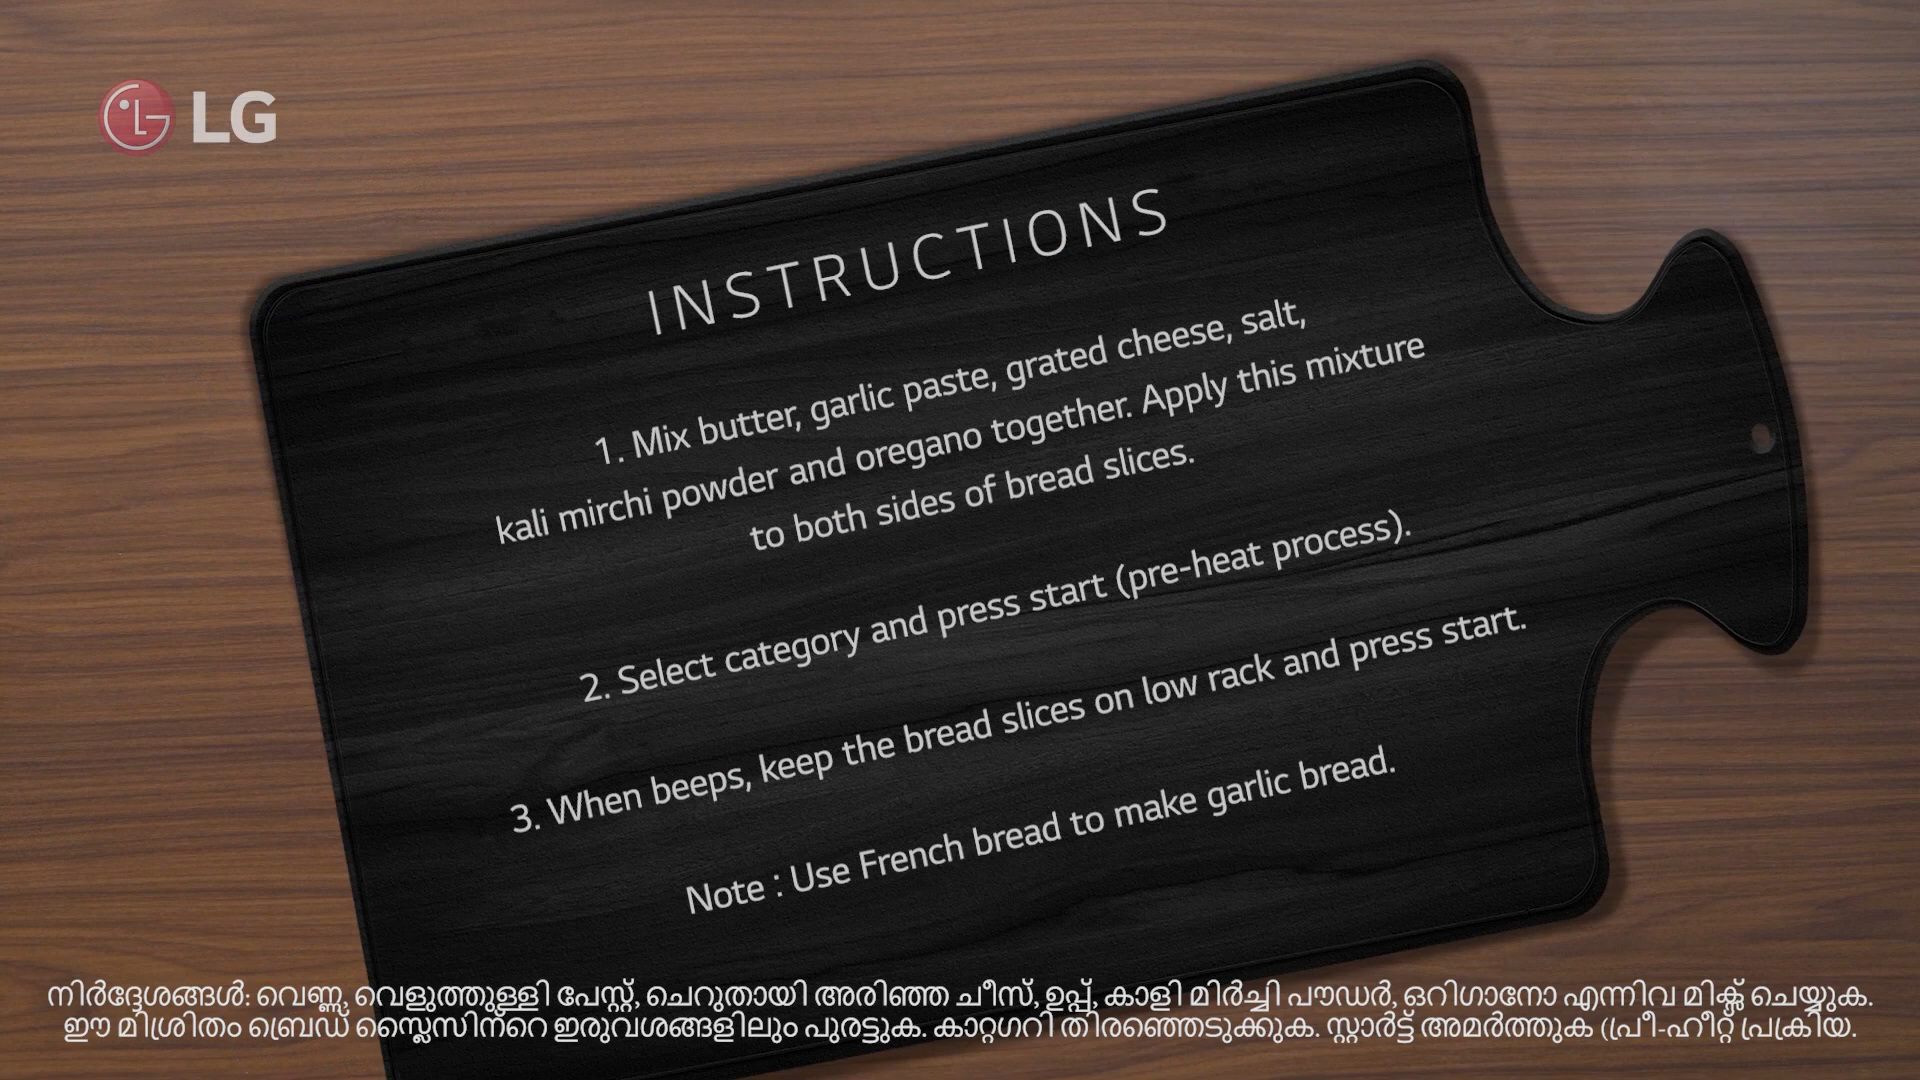 LG
INSTRUCTIONS
1. Mix butter, garlic paste, grated cheese, salt,
kali mirchi powder and oregano together. Apply this mixture
to both sides of bread slices.
2. Select category and press start (pre-heat process).
3. When beeps, keep the bread slices on low rack and press start.
Note : Use French bread to make garlic bread.
നിർദ്ദേശങ്ങൾ: വെണ്ണ, വെളുത്തുള്ളി പേസ്റ്റ്, ചെറുതായി അരിഞ്ഞ ചീസ്, ഉപ്പ്, കാളി മിർച്ചി പൗഡർ, ഒറിഗാനോ എന്നിവ മിക്സ് ചെയ്യുക.
ഈ മിശ്രിതം ബ്രെഡ് സ്ലൈസിന്റെ ഇരുവശങ്ങളിലും പുരട്ടുക. കാറ്റഗറി തിരഞ്ഞെടുക്കുക. സ്റ്റാർട്ട് അമർത്തുക (പ്രീ-ഹീറ്റ് പ്രക്രിയ.